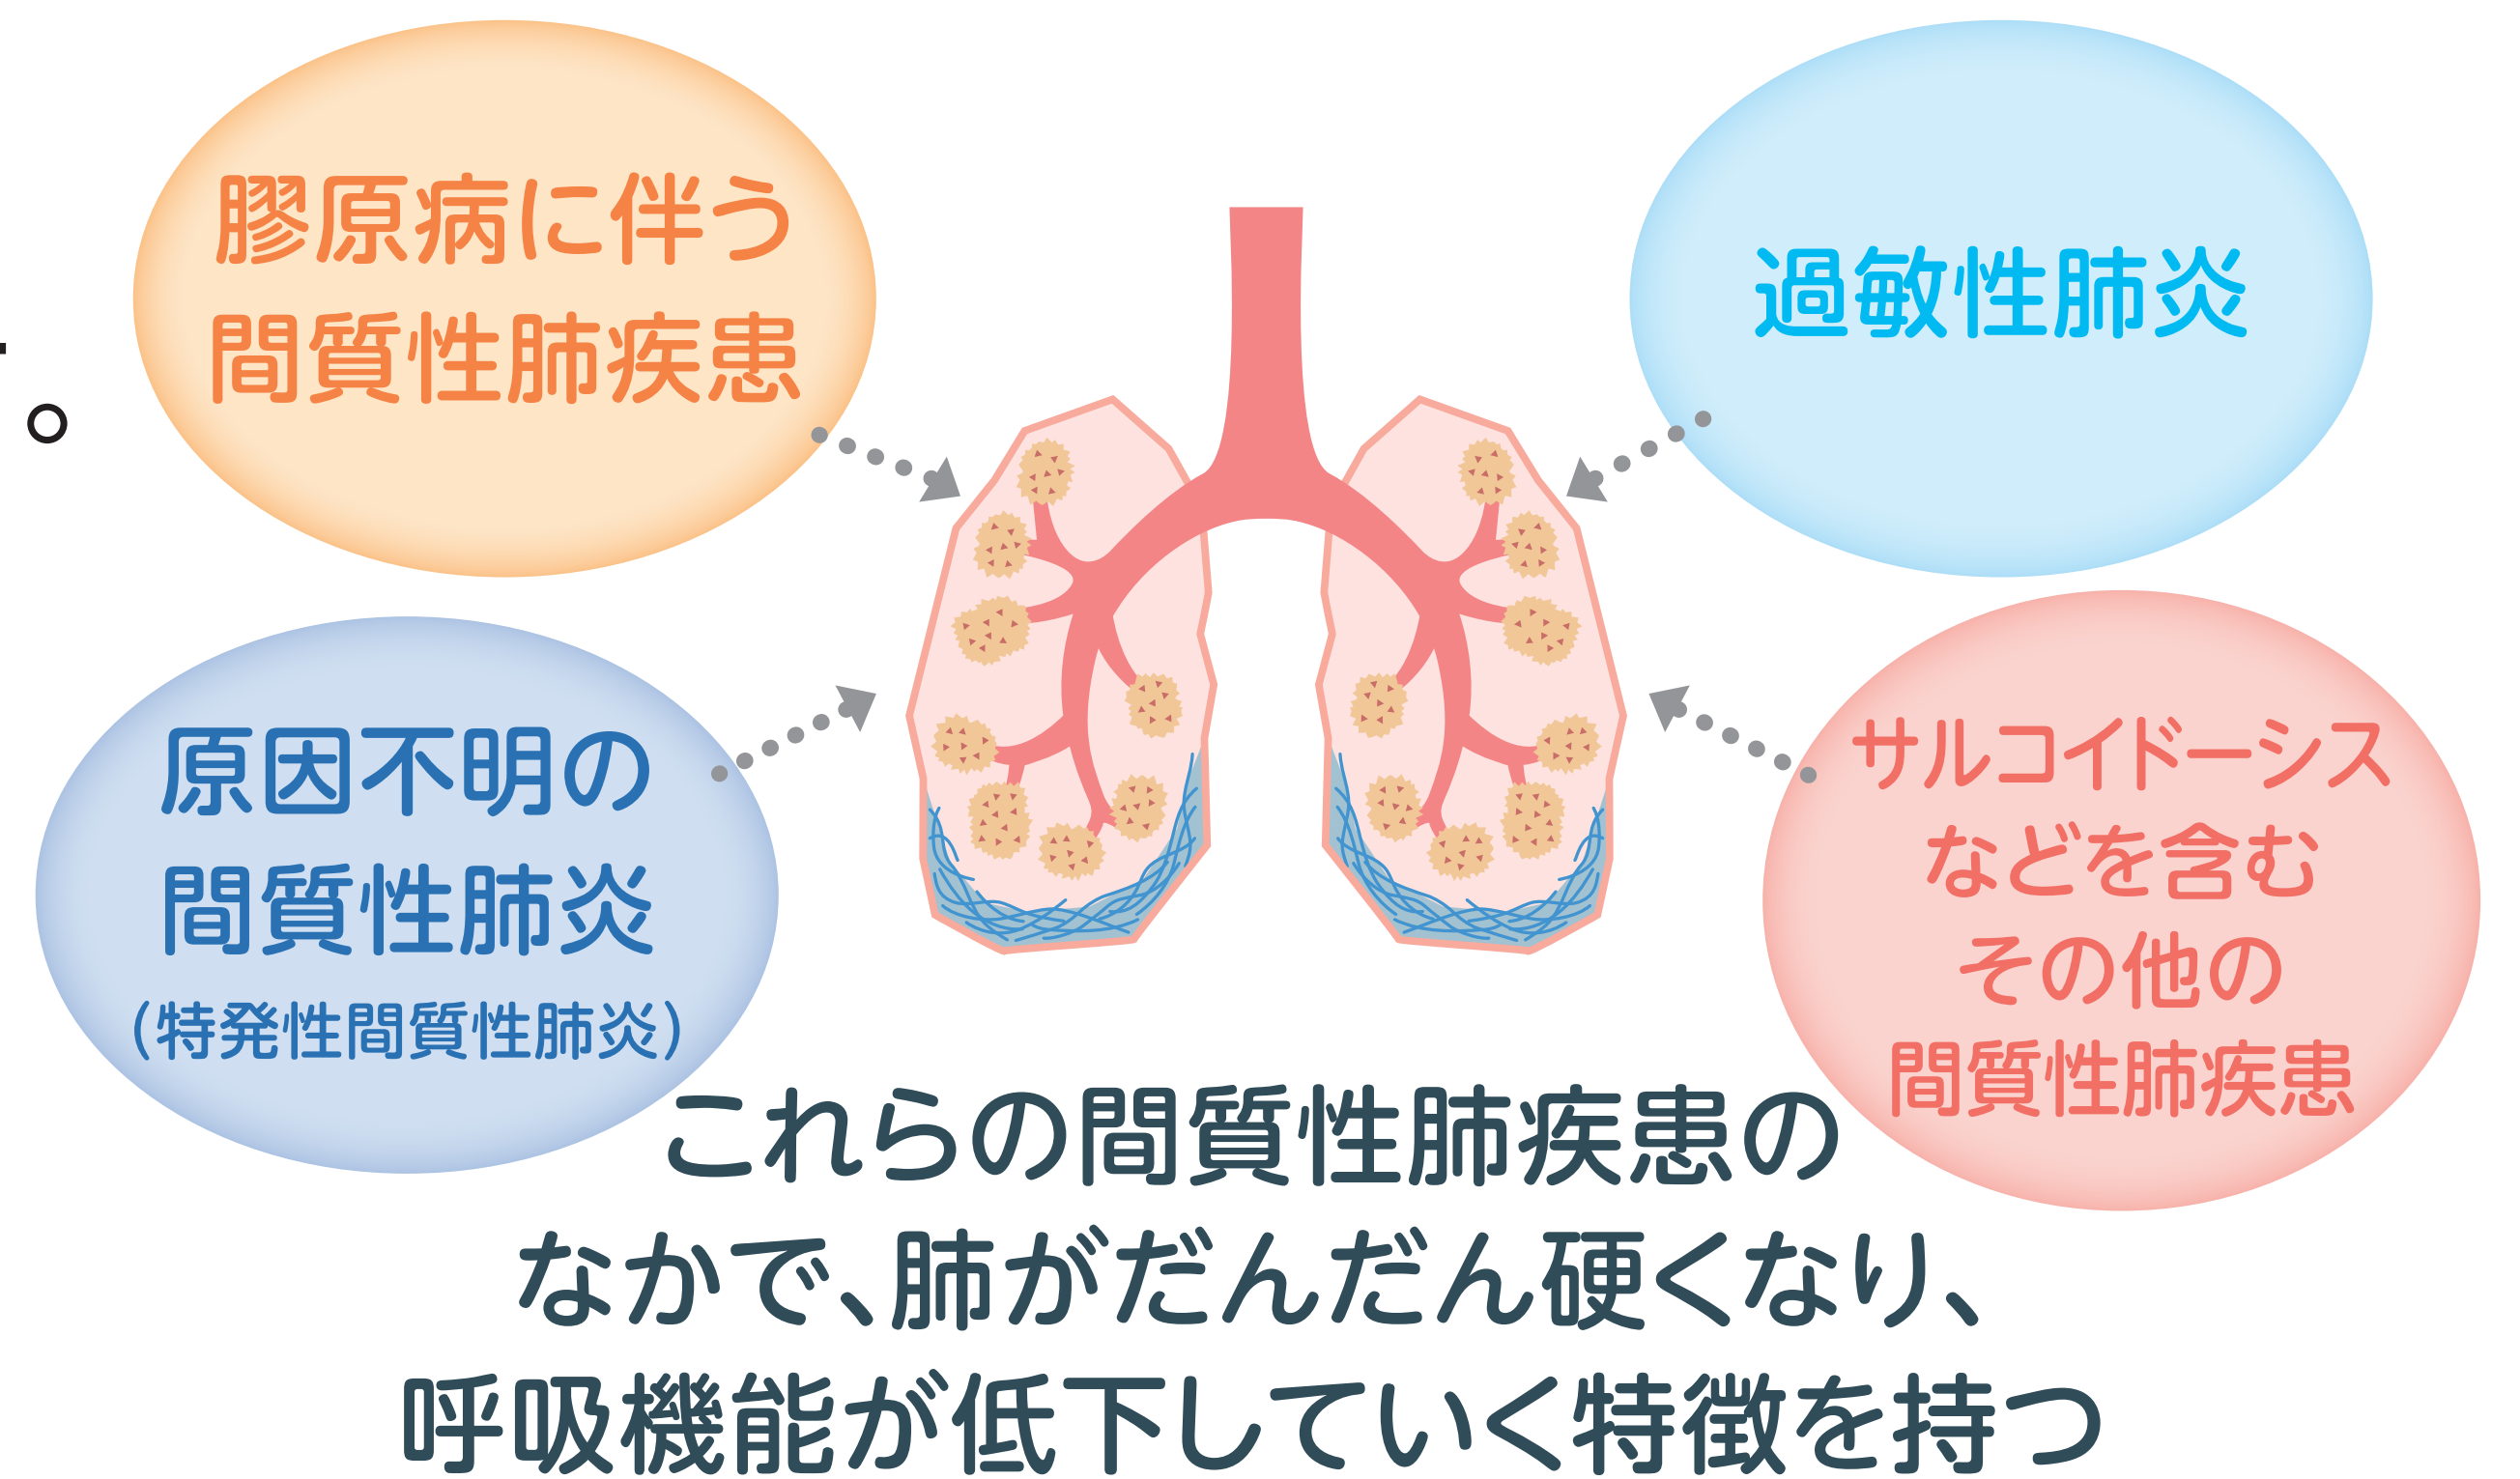 膠原病に伴う
間質性肺疾患
過敏性肺炎
原因不明の
間質性肺炎
(特発性間質性肺炎)
サルコイドーシス
などを含む
その他の
間質性肺疾患
これらの間質性肺疾患の
なかで、肺がだんだん硬くなり、
呼吸機能が低下していく特徴を持つ